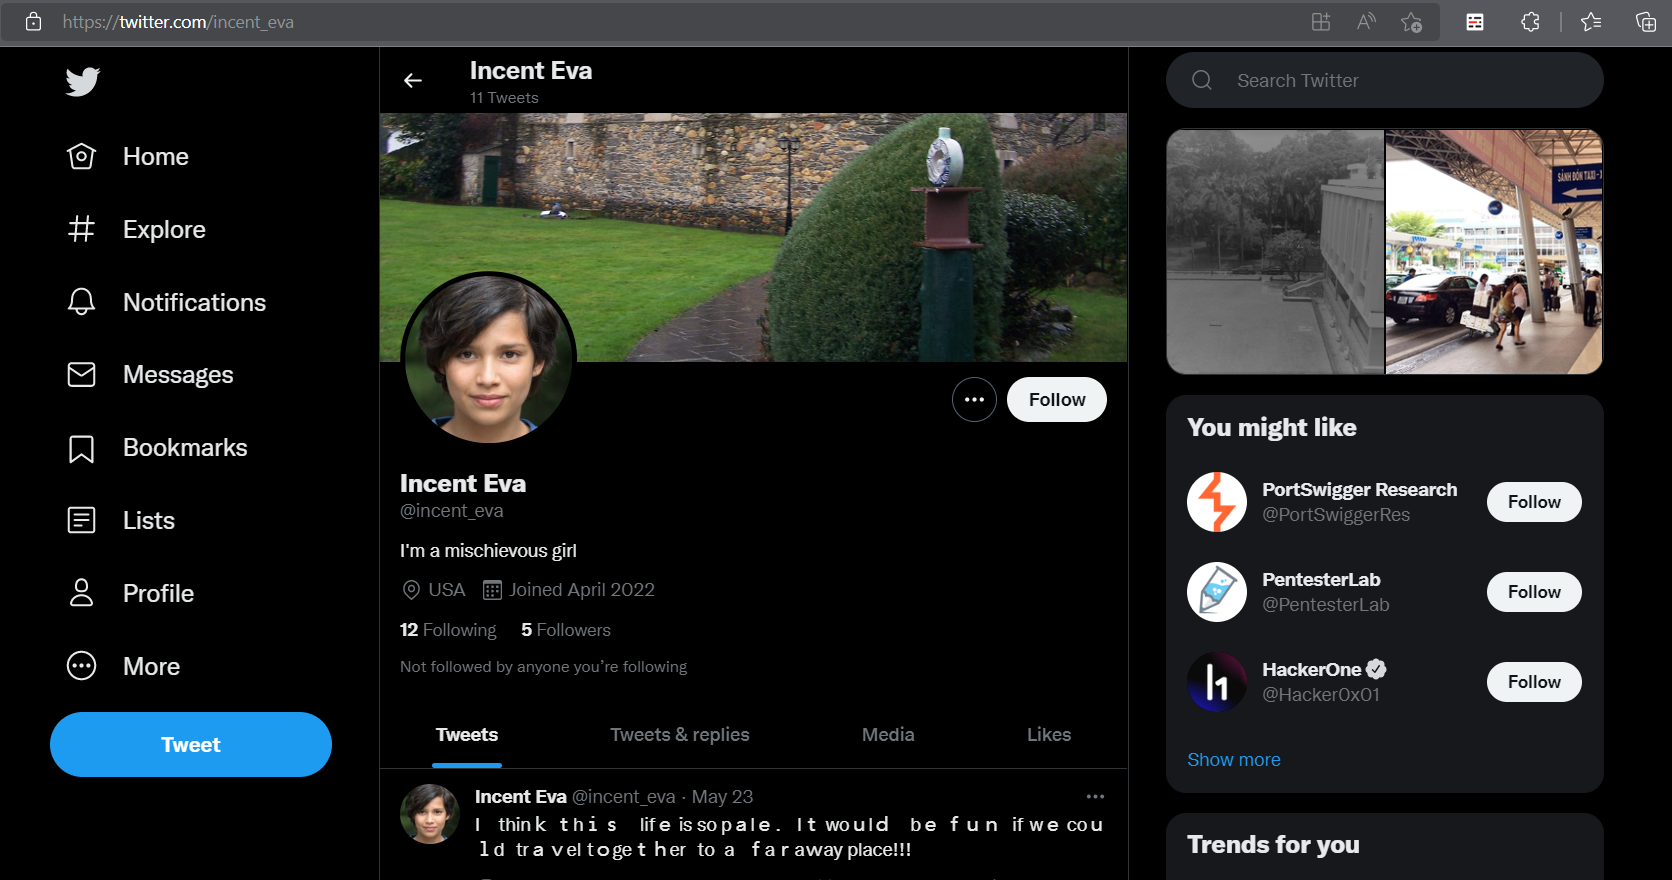 https://twitter.com/incent_eva
Incent Eva
11 Tweets
Search Twitter
Home
Explore
Notifications
Messages
Bookmarks
Lists
Profile
More
Tweet
Follow
Incent Eva
@incent_eva
I'm a mischievous girl
USA Joined April 2022
12 Following 5 Followers
Not followed by anyone you're following
Tweets Tweets & replies Media Likes
Incent Eva @incent_eva · May 23
I think this life is so pale. It would be fun if we cou
ld travel together to a faraway place!!!
SẢNH ĐÓN TAXI - X
You might like
PortSwigger Research
@PortSwiggerRes
Follow
PentesterLab
@PentesterLab
Follow
HackerOne
@Hacker0x01
Follow
Show more
Trends for you